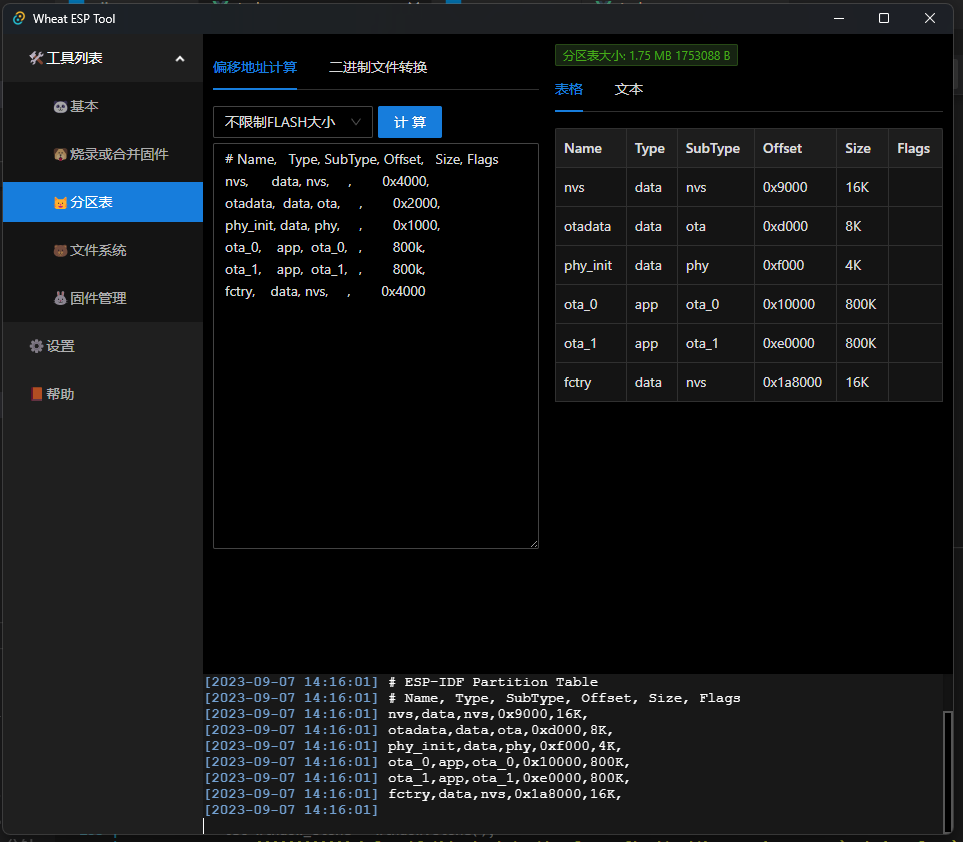 Wheat ESP Tool
工具列表
基本
烧录或合并固件
分区表
文件系统
固件管理
设置
帮助
偏移地址计算 二进制文件转换
不限制FLASH大小 计 算
# Name, Type, SubType, Offset, Size, Flags
nvs, data, nvs, , 0x4000,
otadata, data, ota, , 0x2000,
phy_init, data, phy, , 0x1000,
ota_0, app, ota_0, , 800k,
ota_1, app, ota_1, , 800k,
fctry, data, nvs, , 0x4000
分区表大小: 1.75 MB 1753088 B
表格 文本
Name Type SubType Offset Size Flags
nvs data nvs 0x9000 16K
otadata data ota 0xd000 8K
phy_init data phy 0xf000 4K
ota_0 app ota_0 0x10000 800K
ota_1 app ota_1 0xe0000 800K
fctry data nvs 0x1a8000 16K
[2023-09-07 14:16:01] # ESP-IDF Partition Table
[2023-09-07 14:16:01] # Name, Type, SubType, Offset, Size, Flags
[2023-09-07 14:16:01] nvs,data,nvs,0x9000,16K,
[2023-09-07 14:16:01] otadata,data,ota,0xd000,8K,
[2023-09-07 14:16:01] phy_init,data,phy,0xf000,4K,
[2023-09-07 14:16:01] ota_0,app,ota_0,0x10000,800K,
[2023-09-07 14:16:01] ota_1,app,ota_1,0xe0000,800K,
[2023-09-07 14:16:01] fctry,data,nvs,0x1a8000,16K,
[2023-09-07 14:16:01]